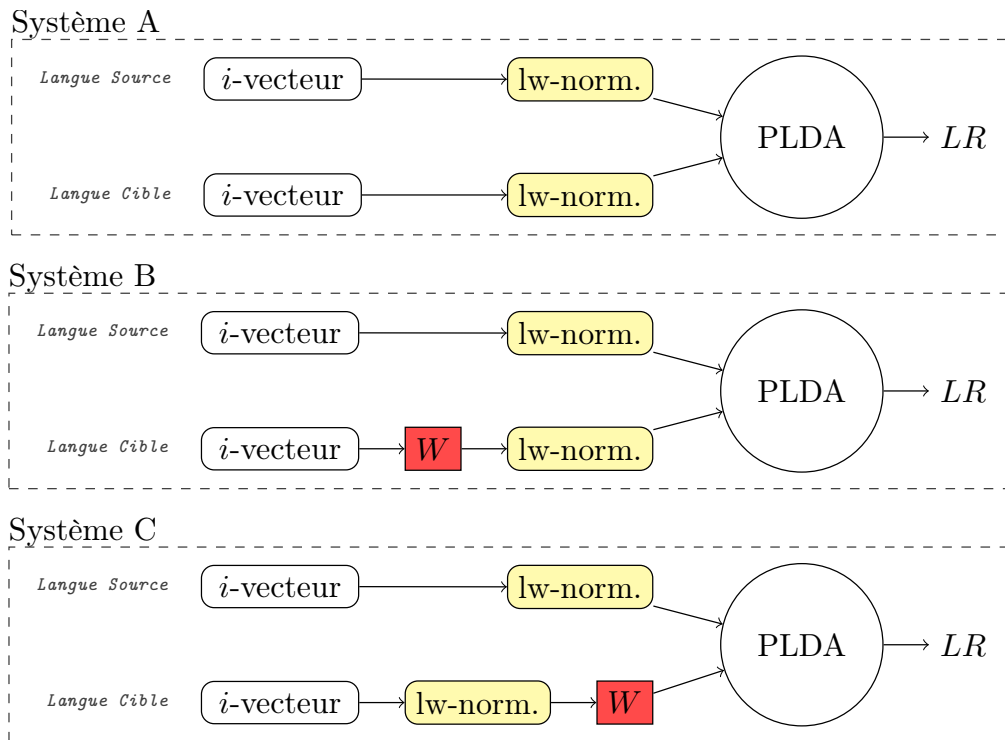 Système A
Langue Source i-vecteur lw-norm.
PLDA LR
Langue Cible i-vecteur lw-norm.
Système B
Langue Source i-vecteur lw-norm.
PLDA LR
Langue Cible i-vecteur W lw-norm.
Système C
Langue Source i-vecteur lw-norm.
PLDA LR
Langue Cible i-vecteur lw-norm. W